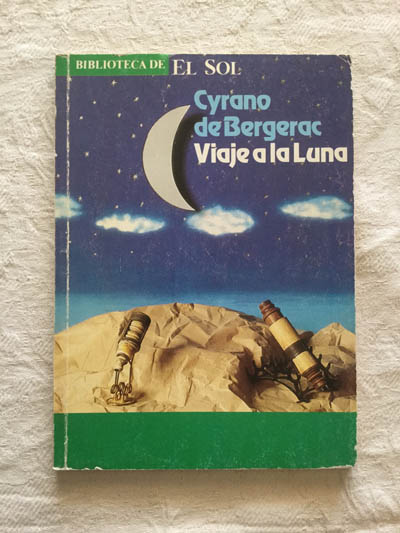 BIBLIOTECA DE EL SOL
Cyrano
de Bergerac
Viaje a la Luna